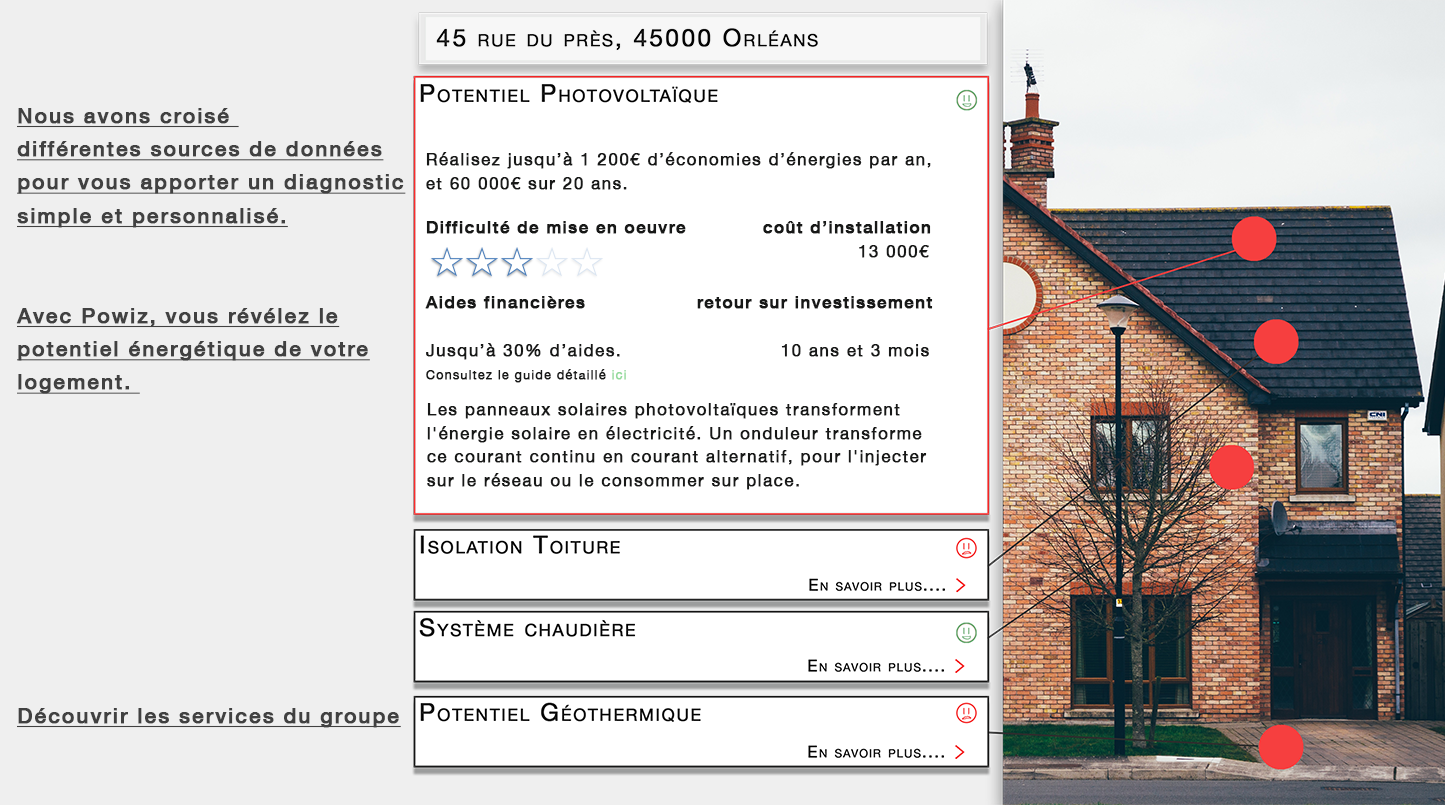 45 rue du près, 45000 Orléans
Nous avons croisé
différentes sources de données
pour vous apporter un diagnostic
simple et personnalisé.
Avec Powiz, vous révélez le
potentiel énergétique de votre
logement.
Découvrir les services du groupe
Potentiel Photovoltaïque
Réalisez jusqu’à 1 200€ d’économies d’énergies par an,
et 60 000€ sur 20 ans.
Difficulté de mise en oeuvre
coût d’installation
13 000€
Aides financières
retour sur investissement
Jusqu’à 30% d’aides.
10 ans et 3 mois
Consultez le guide détaillé ici
Les panneaux solaires photovoltaïques transforment
l'énergie solaire en électricité. Un onduleur transforme
ce courant continu en courant alternatif, pour l'injecter
sur le réseau ou le consommer sur place.
Isolation Toiture
En savoir plus....
Système chaudière
En savoir plus....
Potentiel Géothermique
En savoir plus....
CNI